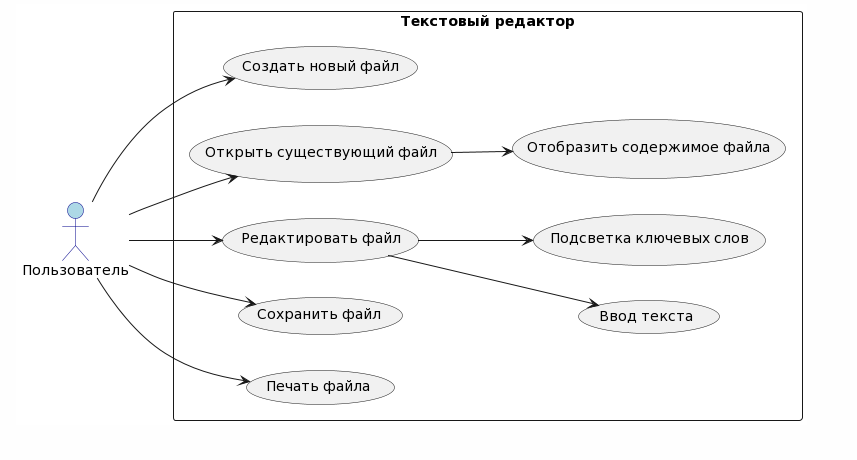 Текстовый редактор
Создать новый файл
Открыть существующий файл
Отобразить содержимое файла
Редактировать файл
Подсветка ключевых слов
Пользователь
Сохранить файл
Ввод текста
Печать файла